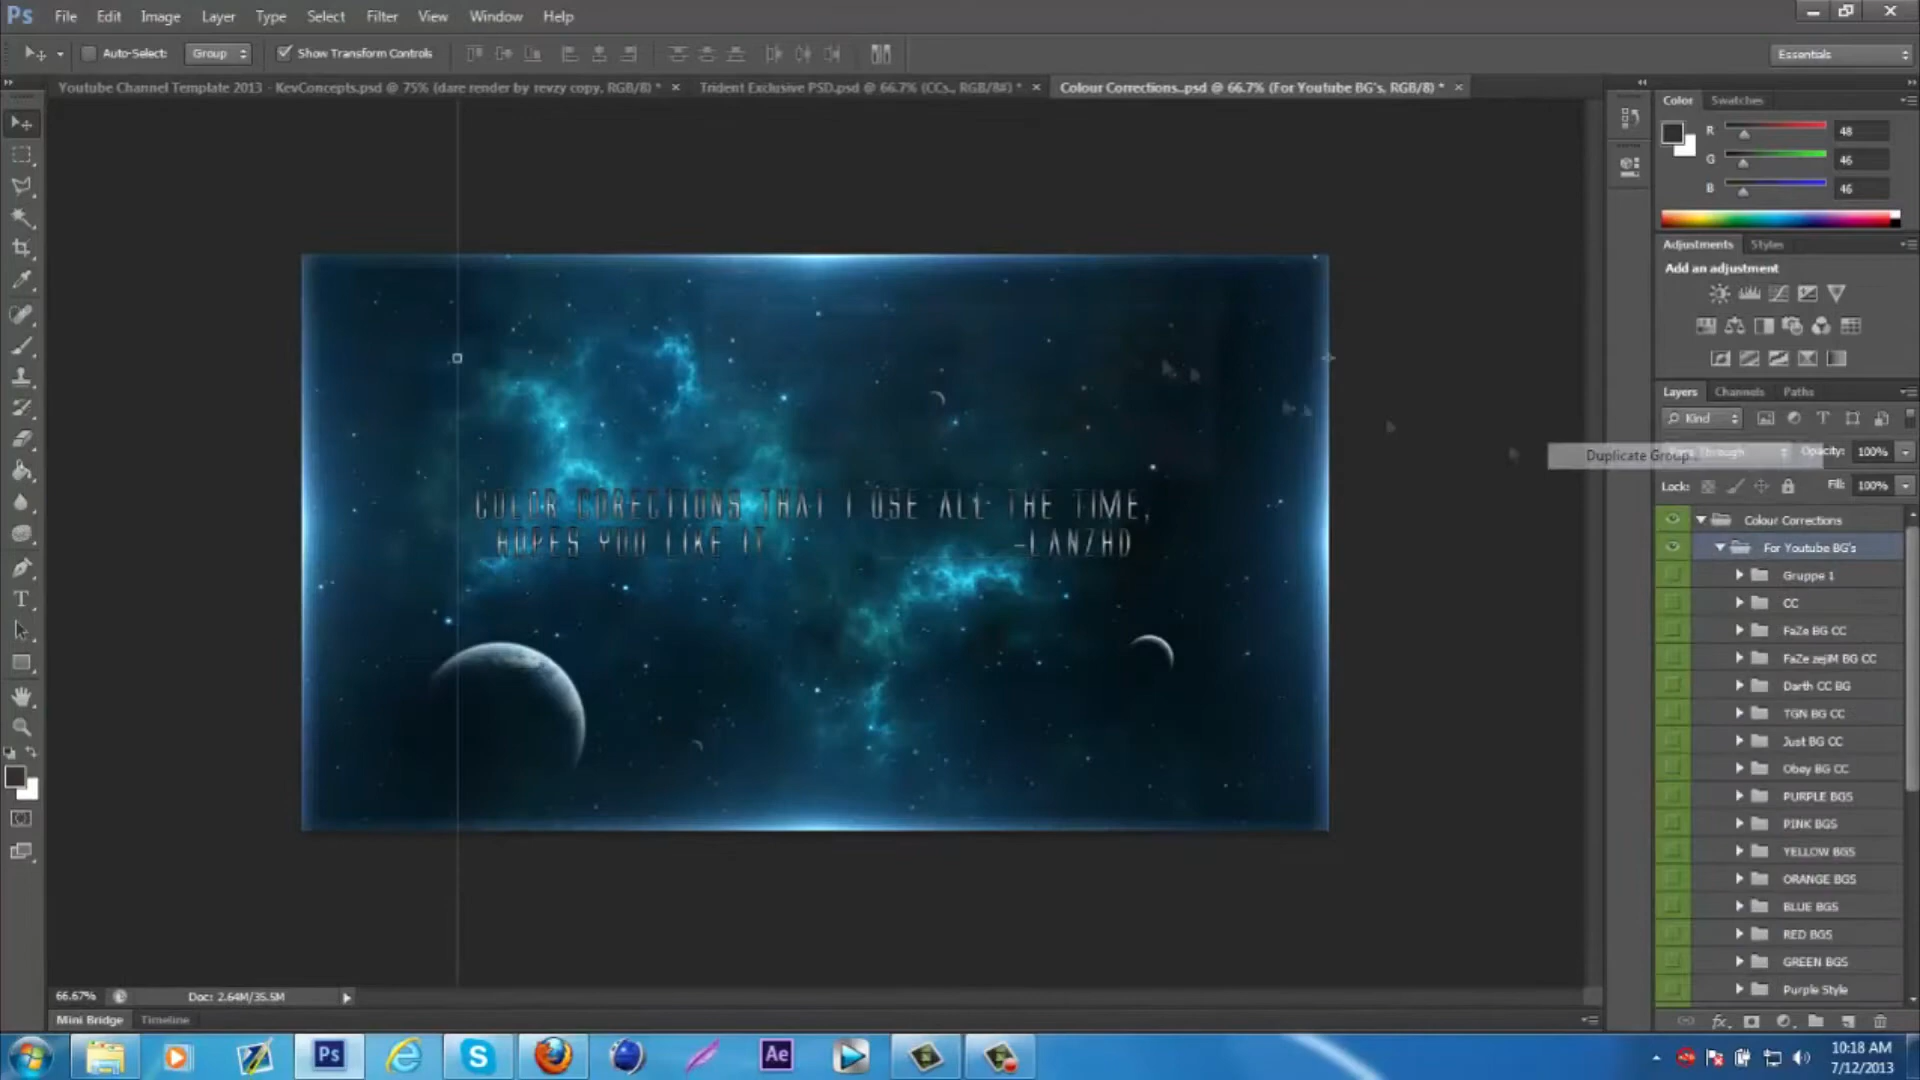 Ps File Edit Image Layer Type Select Filter View Window Help
Auto-Select: Group Show Transform Controls Essentials
Youtube Channel Template 2013 - KevConcepts.psd @ 75% (dare render by revzy copy, RGB/8) * × Trident Exclusive PSD.psd @ 66.7% (CCs., RGB/8#) * × Colour Corrections..psd @ 66.7% (For Youtube BG's, RGB/8) * ×
Color Swatches
R 48
G 46
B 46
Adjustments Styles
Add an adjustment
Layers Channels Paths
Kind
Duplicate Group... Opacity: 100%
Lock: Fill: 100%
COLOR CORECTIONS THAT I USE ALL THE TIME,
HOPES YOU LIKE IT -LANZHD
Colour Corrections
For Youtube BG's
Gruppe 1
CC
FaZe BG CC
FaZe zejiM BG CC
Darth CC BG
TGN BG CC
Just BG CC
Obey BG CC
PURPLE BGS
PINK BGS
YELLOW BGS
ORANGE BGS
BLUE BGS
RED BGS
GREEN BGS
Purple Style
66.67% Doc: 2.64M/35.5M
Mini Bridge Timeline
Ps Ae
10:18 AM
7/12/2013